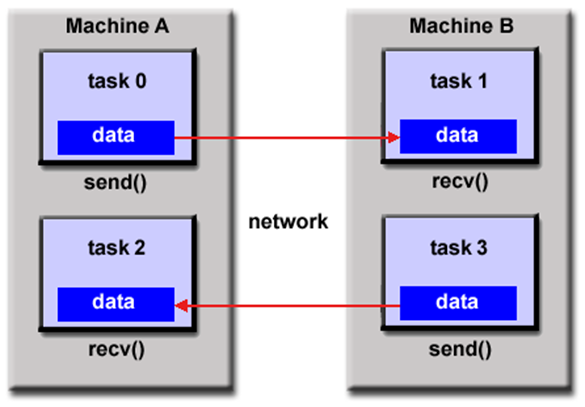 Machine A
task 0
data
send()
task 2
data
recv()
network
Machine B
task 1
data
recv()
task 3
data
send()